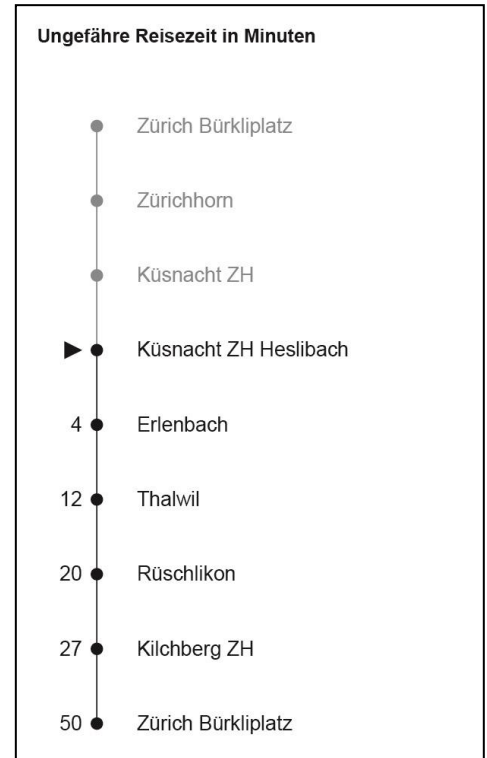 Ungefähre Reisezeit in Minuten
Zürich Bürkliplatz
Zürichhorn
Küsnacht ZH
Küsnacht ZH Heslibach
4 Erlenbach
12 Thalwil
20 Rüschlikon
27 Kilchberg ZH
50 Zürich Bürkliplatz